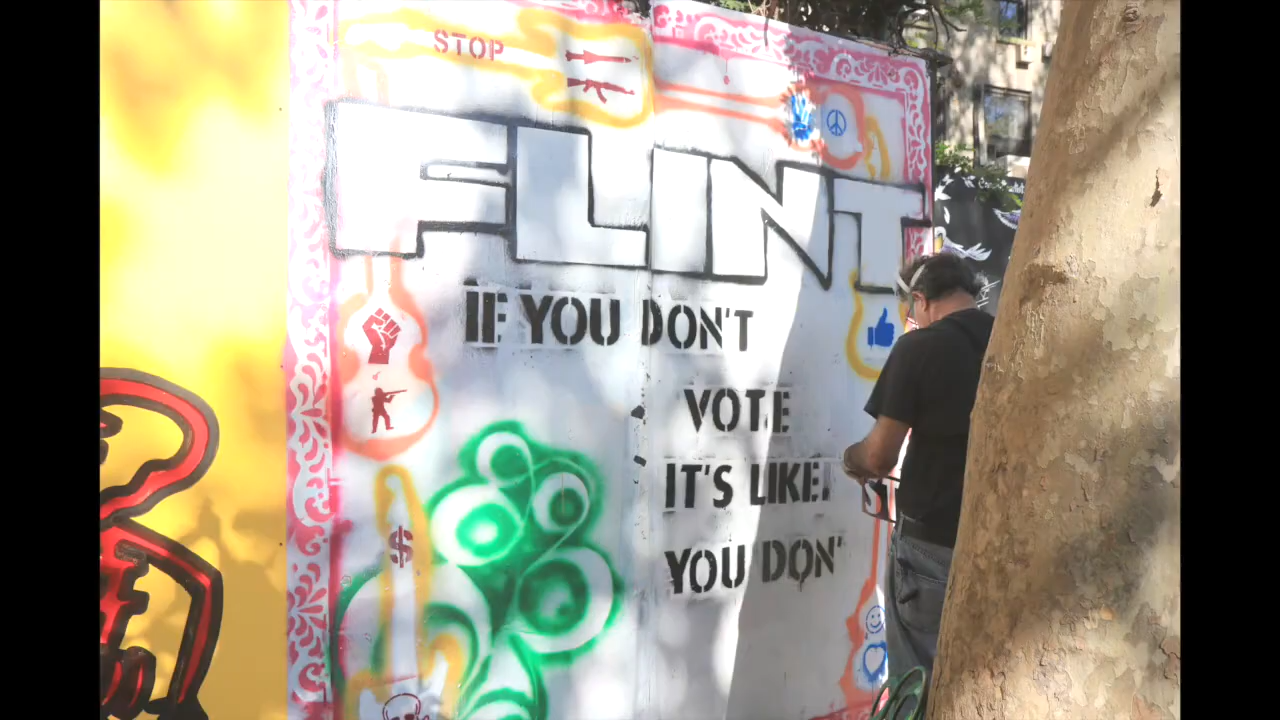 STOP
FLINT
IF YOU DON'T
VOTE
IT'S LIKE
YOU DON'
$